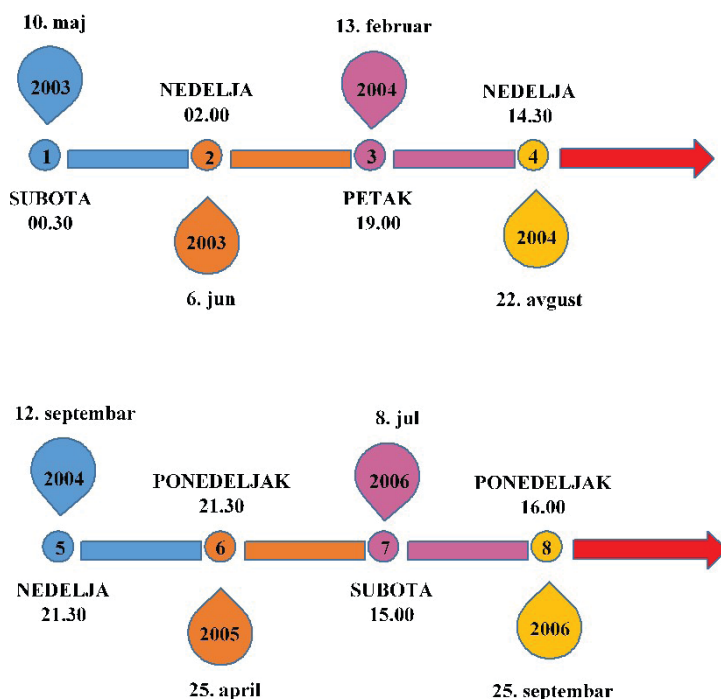 10. maj
13. februar
2003
NEDELJA
02.00
2004
NEDELJA
14.30
1
2
3
4
SUBOTA
00.30
PETAK
19.00
2003
2004
6. jun
22. avgust
12. septembar
8. jul
2004
PONEDELJAK
21.30
2006
PONEDELJAK
16.00
5
6
7
8
NEDELJA
21.30
SUBOTA
15.00
2005
2006
25. april
25. septembar